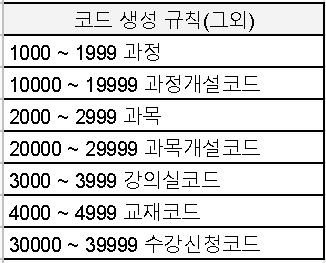 코드 생성 규칙(그외)
1000 ~ 1999 과정
10000 ~ 19999 과정개설코드
2000 ~ 2999 과목
20000 ~ 29999 과목개설코드
3000 ~ 3999 강의실코드
4000 ~ 4999 교재코드
30000 ~ 39999 수강신청코드